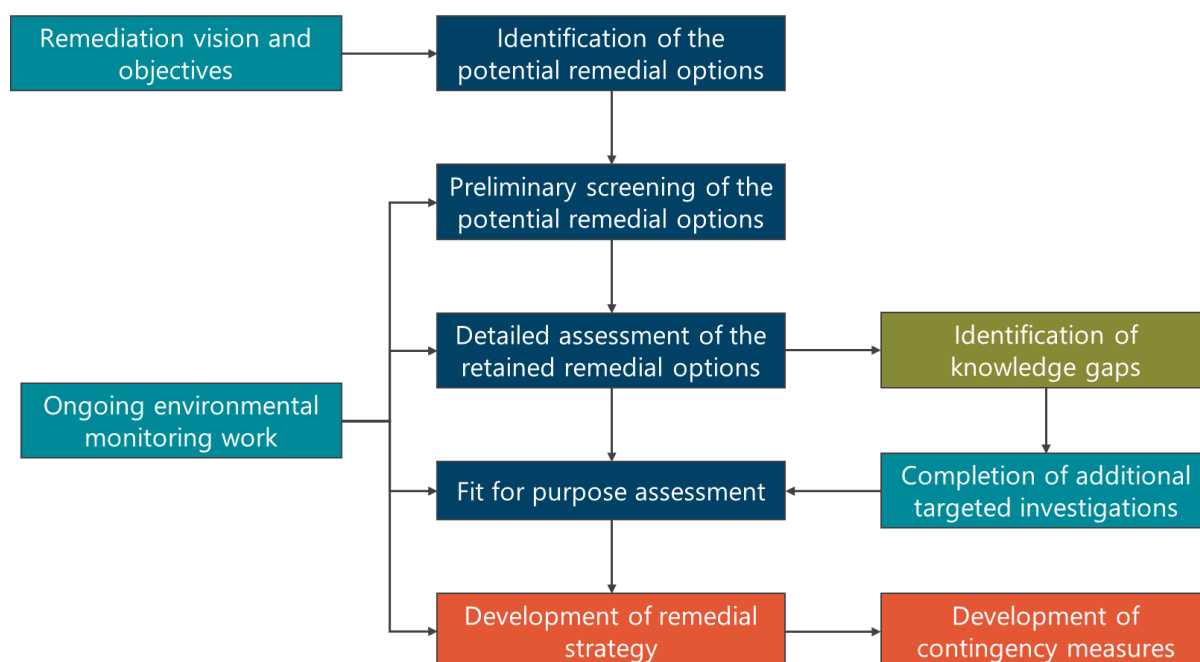 Remediation vision and
objectives
Identification of the
potential remedial options
Preliminary screening of the
potential remedial options
Detailed assessment of the
retained remedial options
Identification of
knowledge gaps
Ongoing environmental
monitoring work
Fit for purpose assessment
Completion of additional
targeted investigations
Development of remedial
strategy
Development of
contingency measures